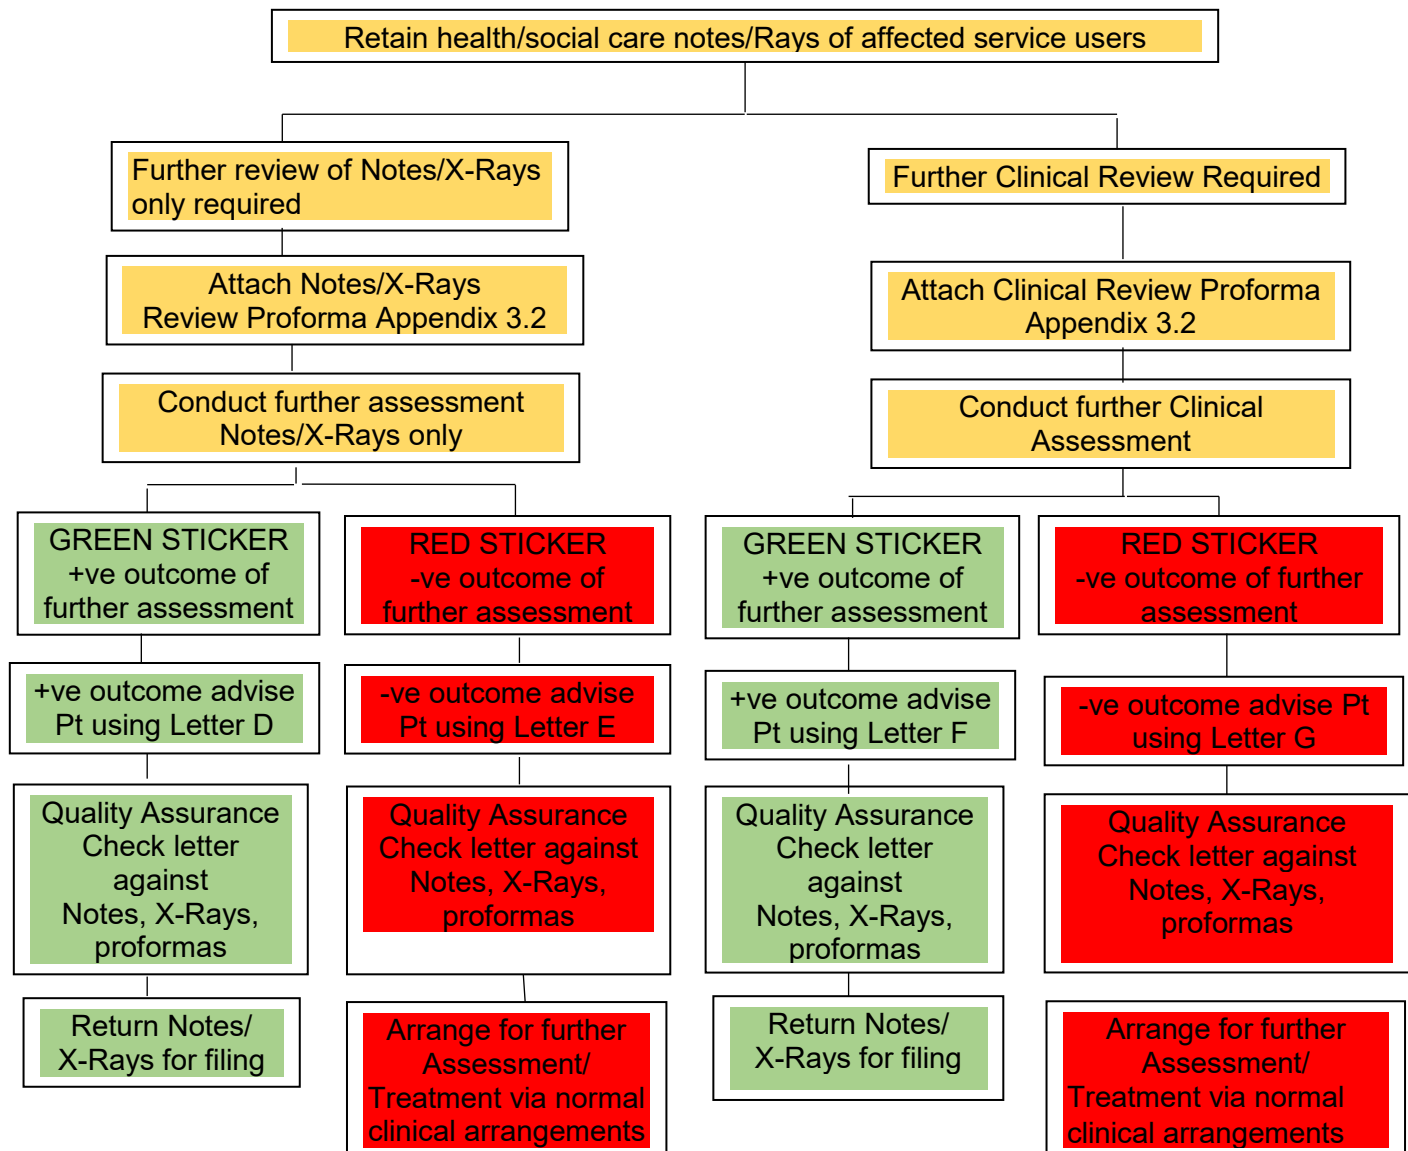 Retain health/social care notes/Rays of affected service users
Further review of Notes/X-Rays
only required
Further Clinical Review Required
Attach Notes/X-Rays
Review Proforma Appendix 3.2
Attach Clinical Review Proforma
Appendix 3.2
Conduct further assessment
Notes/X-Rays only
Conduct further Clinical
Assessment
GREEN STICKER
+ve outcome of
further assessment
RED STICKER
-ve outcome of
further assessment
GREEN STICKER
+ve outcome of
further assessment
RED STICKER
-ve outcome of further
assessment
+ve outcome advise
Pt using Letter D
-ve outcome advise
Pt using Letter E
+ve outcome advise
Pt using Letter F
-ve outcome advise Pt
using Letter G
Quality Assurance
Check letter
against
Notes, X-Rays,
proformas
Quality Assurance
Check letter against
Notes, X-Rays,
proformas
Quality Assurance
Check letter
against
Notes, X-Rays,
proformas
Quality Assurance
Check letter against
Notes, X-Rays,
proformas
Return Notes/
X-Rays for filing
Arrange for further
Assessment/
Treatment via normal
clinical arrangements
Return Notes/
X-Rays for filing
Arrange for further
Assessment/
Treatment via normal
clinical arrangements